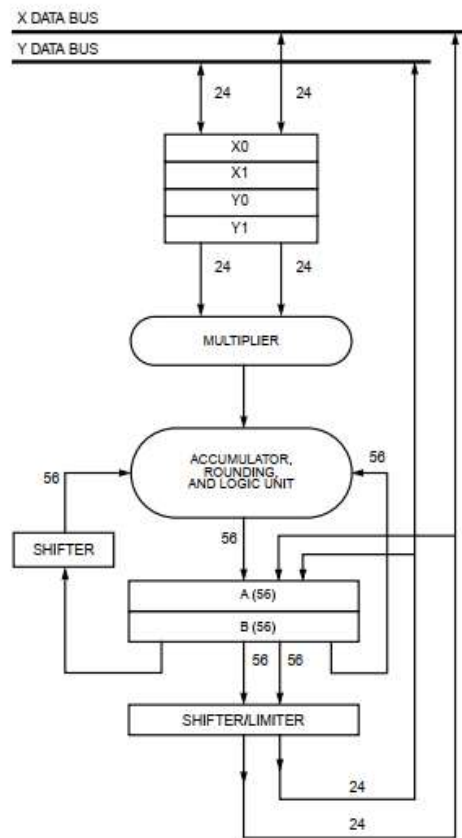 X DATA BUS
Y DATA BUS
24 24
X0
X1
Y0
Y1
24 24
MULTIPLIER
ACCUMULATOR,
ROUNDING,
AND LOGIC UNIT
56
56
56
SHIFTER
A (56)
B (56)
56 56
SHIFTER/LIMITER
24
24